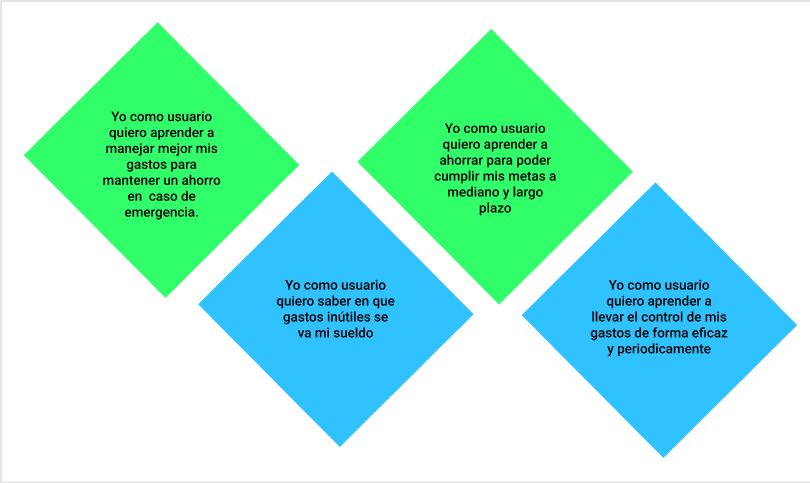 Yo como usuario
quiero aprender a
manejar mejor mis
gastos para
mantener un ahorro
en  caso de
emergencia.
Yo como usuario
quiero saber en que
gastos inútiles se
va mi sueldo
Yo como usuario
quiero aprender a
ahorrar para poder
cumplir mis metas a
mediano y largo
plazo
Yo como usuario
quiero aprender a
llevar el control de mis
gastos de forma eficaz
y periodicamente